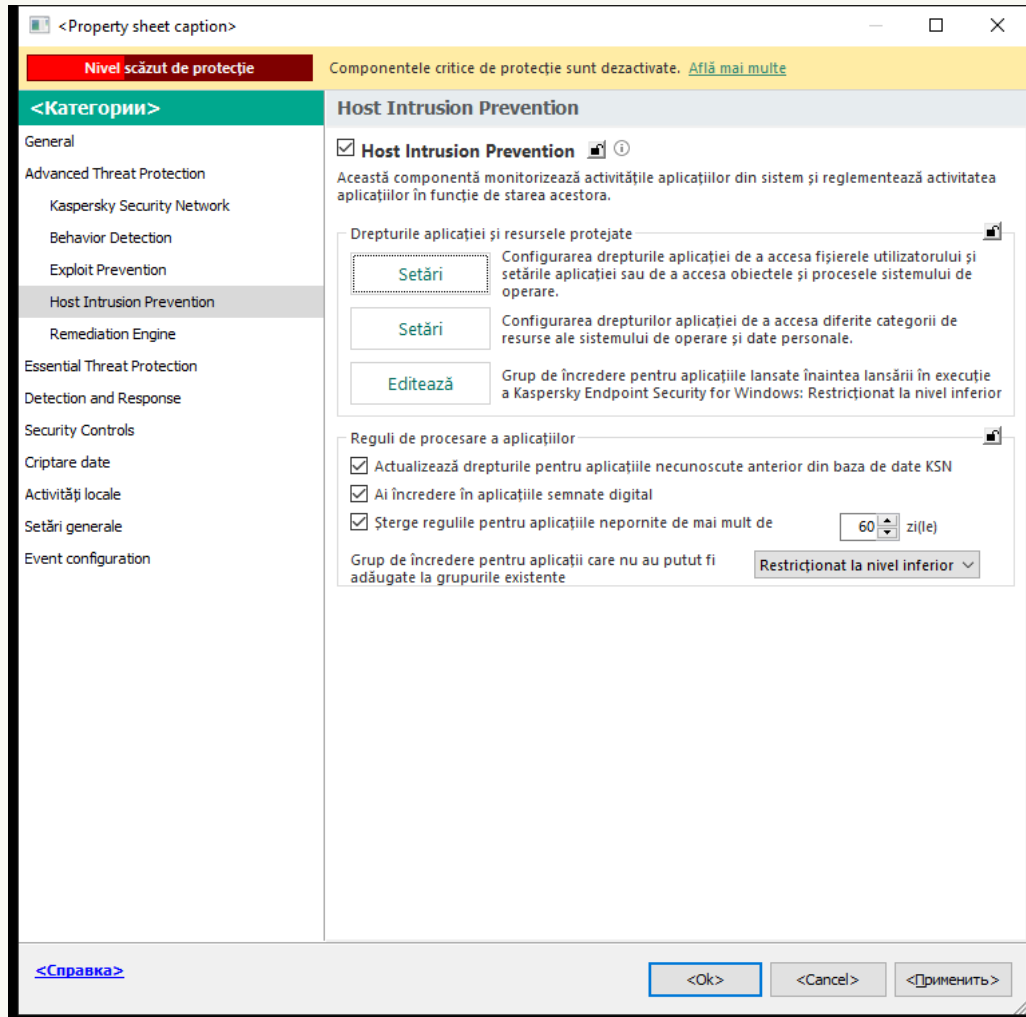 <Property sheet caption>
Nivel scăzut de protecție
Componentele critice de protecție sunt dezactivate. Află mai multe
<Категории>
General
Advanced Threat Protection
Kaspersky Security Network
Behavior Detection
Exploit Prevention
Host Intrusion Prevention
Remediation Engine
Essential Threat Protection
Detection and Response
Security Controls
Criptare date
Activități locale
Setări generale
Event configuration
Host Intrusion Prevention
Host Intrusion Prevention
Această componentă monitorizează activitățile aplicațiilor din sistem și reglementează activitatea
aplicațiilor în funcție de starea acestora.
Drepturile aplicației și resursele protejate
Setări
Configurarea drepturile aplicației de a accesa fișierele utilizatorului și
setările aplicației sau de a accesa obiectele și procesele sistemului de
operare.
Setări
Configurarea drepturilor aplicației de a accesa diferite categorii de
resurse ale sistemului de operare și date personale.
Editează
Grup de încredere pentru aplicațiile lansate înaintea lansării în execuție
a Kaspersky Endpoint Security for Windows: Restricționat la nivel inferior
Reguli de procesare a aplicațiilor
Actualizează drepturile pentru aplicațiile necunoscute anterior din baza de date KSN
Ai încredere în aplicațiile semnate digital
Șterge regulile pentru aplicațiile nepornite de mai mult de
60
zi(le)
Grup de încredere pentru aplicații care nu au putut fi
adăugate la grupurile existente
Restricționat la nivel inferior
<Справка>
<Ok>
<Cancel>
<Применить>